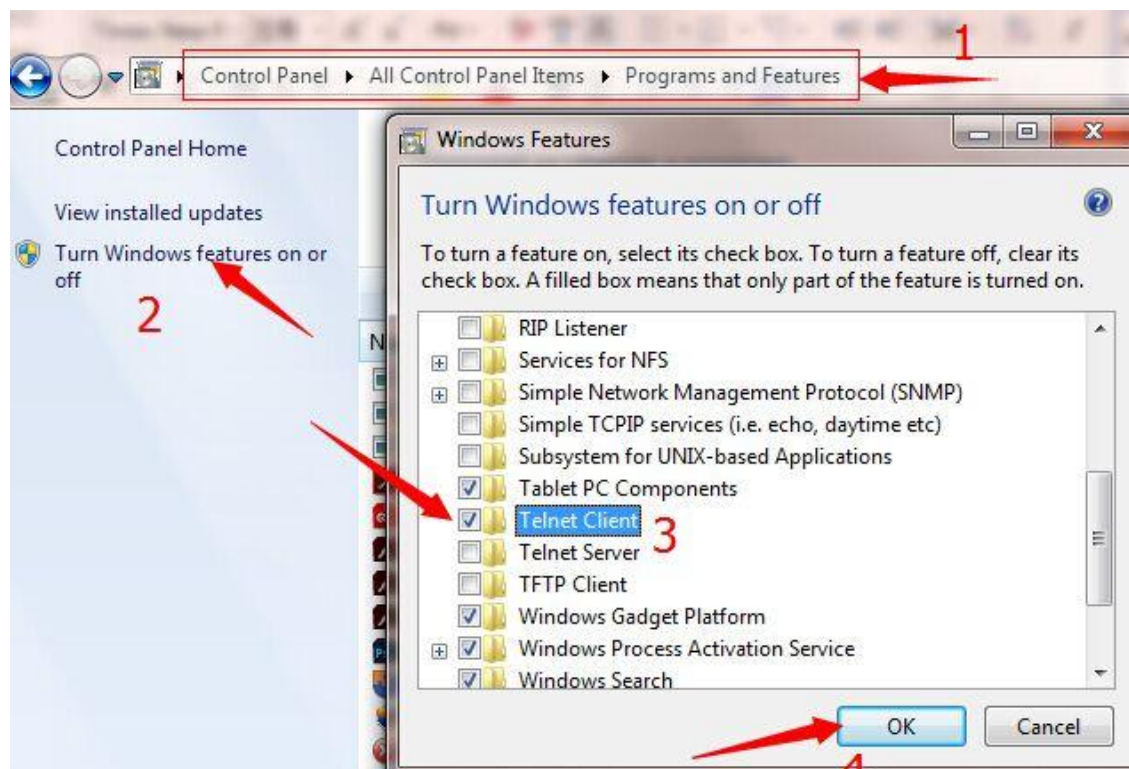 1
Control Panel All Control Panel Items Programs and Features
Control Panel Home
View installed updates
Turn Windows features on or
off
2
N
Windows Features
Turn Windows features on or off
To turn a feature on, select its check box. To turn a feature off, clear its
check box. A filled box means that only part of the feature is turned on.
RIP Listener
Services for NFS
Simple Network Management Protocol (SNMP)
Simple TCPIP services (i.e. echo, daytime etc)
Subsystem for UNIX-based Applications
Tablet PC Components
Telnet Client
3
Telnet Server
TFTP Client
Windows Gadget Platform
Windows Process Activation Service
Windows Search
OK Cancel
4